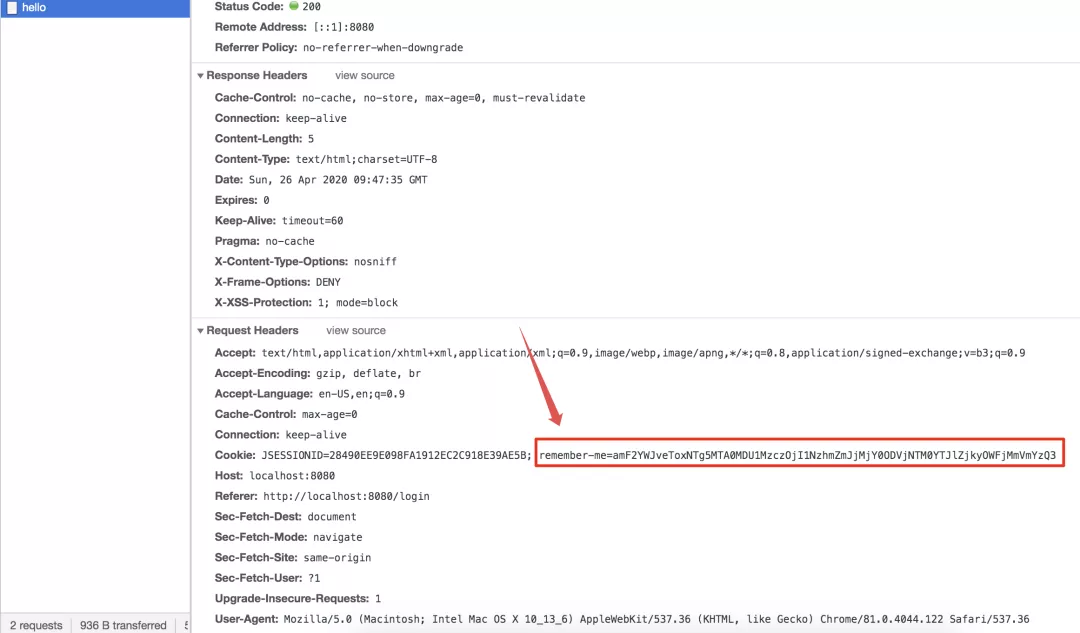 hello
Status Code: 200
Remote Address: [::1]:8080
Referrer Policy: no-referrer-when-downgrade
Response Headers view source
Cache-Control: no-cache, no-store, max-age=0, must-revalidate
Connection: keep-alive
Content-Length: 5
Content-Type: text/html;charset=UTF-8
Date: Sun, 26 Apr 2020 09:47:35 GMT
Expires: 0
Keep-Alive: timeout=60
Pragma: no-cache
X-Content-Type-Options: nosniff
X-Frame-Options: DENY
X-XSS-Protection: 1; mode=block
Request Headers view source
Accept: text/html,application/xhtml+xml,application/xml;q=0.9,image/webp,image/apng,*/*;q=0.8,application/signed-exchange;v=b3;q=0.9
Accept-Encoding: gzip, deflate, br
Accept-Language: en-US,en;q=0.9
Cache-Control: max-age=0
Connection: keep-alive
Cookie: JSESSIONID=28490EE9E098FA1912EC2C918E39AE5B; remember-me=amF2YWJveToxNTg5MTA0MDU1MzczOjI1NzhmZmJjMjY0ODVjNTM0YTJlZjkyOWFjMmVmYzQ3
Host: localhost:8080
Referer: http://localhost:8080/login
Sec-Fetch-Dest: document
Sec-Fetch-Mode: navigate
Sec-Fetch-Site: same-origin
Sec-Fetch-User: ?1
Upgrade-Insecure-Requests: 1
User-Agent: Mozilla/5.0 (Macintosh; Intel Mac OS X 10_13_6) AppleWebKit/537.36 (KHTML, like Gecko) Chrome/81.0.4044.122 Safari/537.36
2 requests 936 B transferred